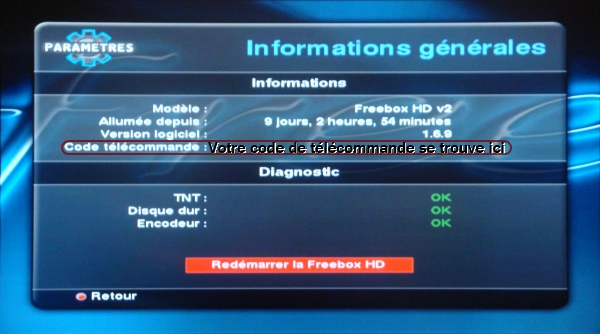 PARAMETRES
Informations générales
Informations
Modèle : Freebox HD v2
Allumée depuis : 9 jours, 2 heures, 54 minutes
Version logiciel : 1.6.9
Code télécommande : Votre code de télécommande se trouve ici
Diagnostic
TNT : OK
Disque dur : OK
Encodeur : OK
Redémarrer la Freebox HD
Retour